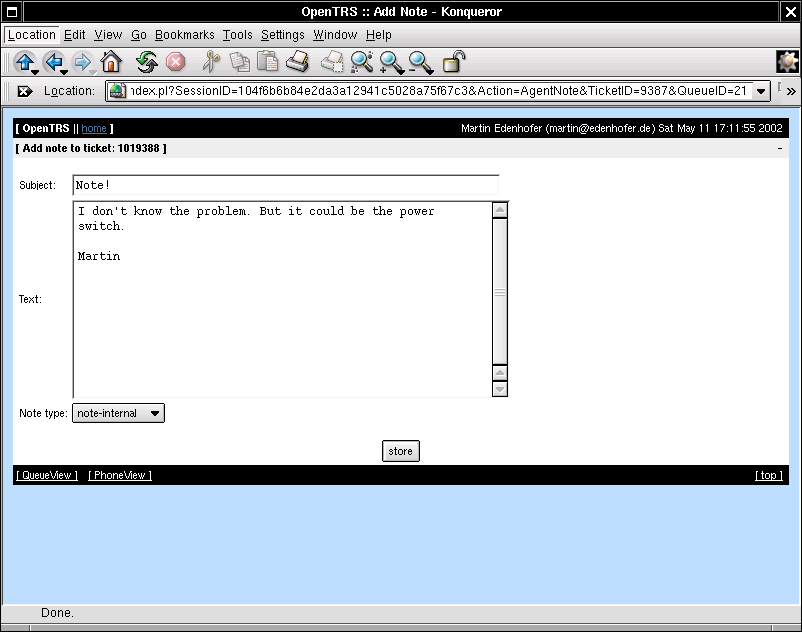 OpenTRS :: Add Note - Konqueror
Location Edit View Go Bookmarks Tools Settings Window Help
Location: ndex.pl?SessionID=104f6b6b84e2da3a12941c5028a75f67c3&Action=AgentNote&TicketID=9387&QueueID=21
[ OpenTRS || home ] Martin Edenhofer (martin@edenhofer.de) Sat May 11 17:11:55 2002
[ Add note to ticket: 1019388 ] -
Subject: Note!
I don't know the problem. But it could be the power
switch.
Martin
Text:
Note type: note-internal
store
[ QueueView ] [ PhoneView ] [ top ]
Done.